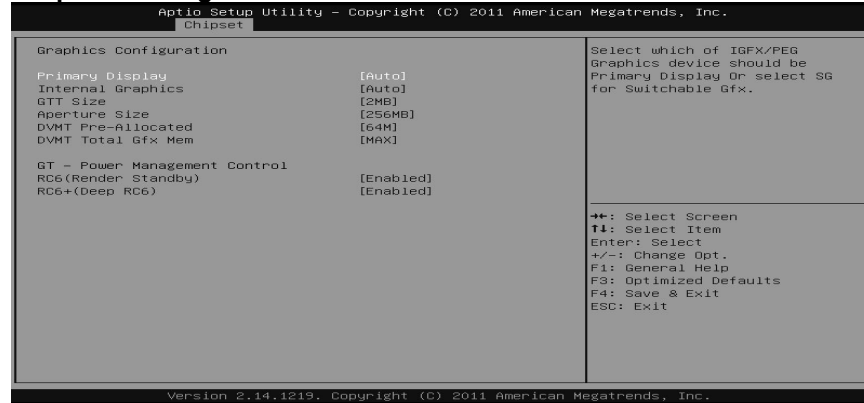 Aptio Setup Utility – Copyright (C) 2011 American Megatrends, Inc.
Chipset
Graphics Configuration
Primary Display [Auto]
Internal Graphics [Auto]
GTT Size [2MB]
Aperture Size [256MB]
DVMT Pre-Allocated [64M]
DVMT Total Gfx Mem [MAX]
GT – Power Management Control
RC6(Render Standby) [Enabled]
RC6+(Deep RC6) [Enabled]
Select which of IGFX/PEG
Graphics device should be
Primary Display Or select SG
for Switchable Gfx.
→←: Select Screen
↑↓: Select Item
Enter: Select
+/-: Change Opt.
F1: General Help
F3: Optimized Defaults
F4: Save & Exit
ESC: Exit
Version 2.14.1219. Copyright (C) 2011 American Megatrends, Inc.